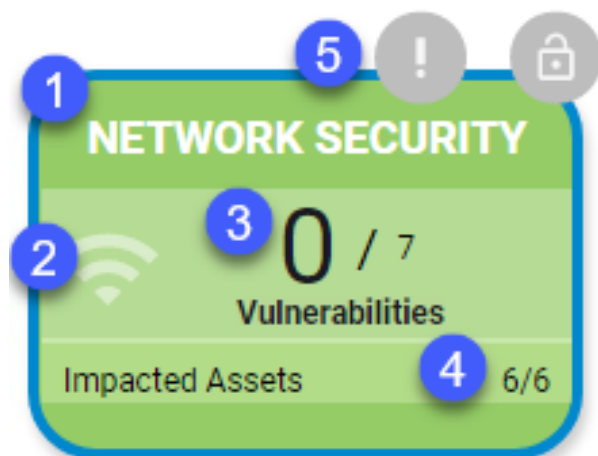 5 !
1
NETWORK SECURITY
2 3 0 / 7
Vulnerabilities
Impacted Assets 4 6/6